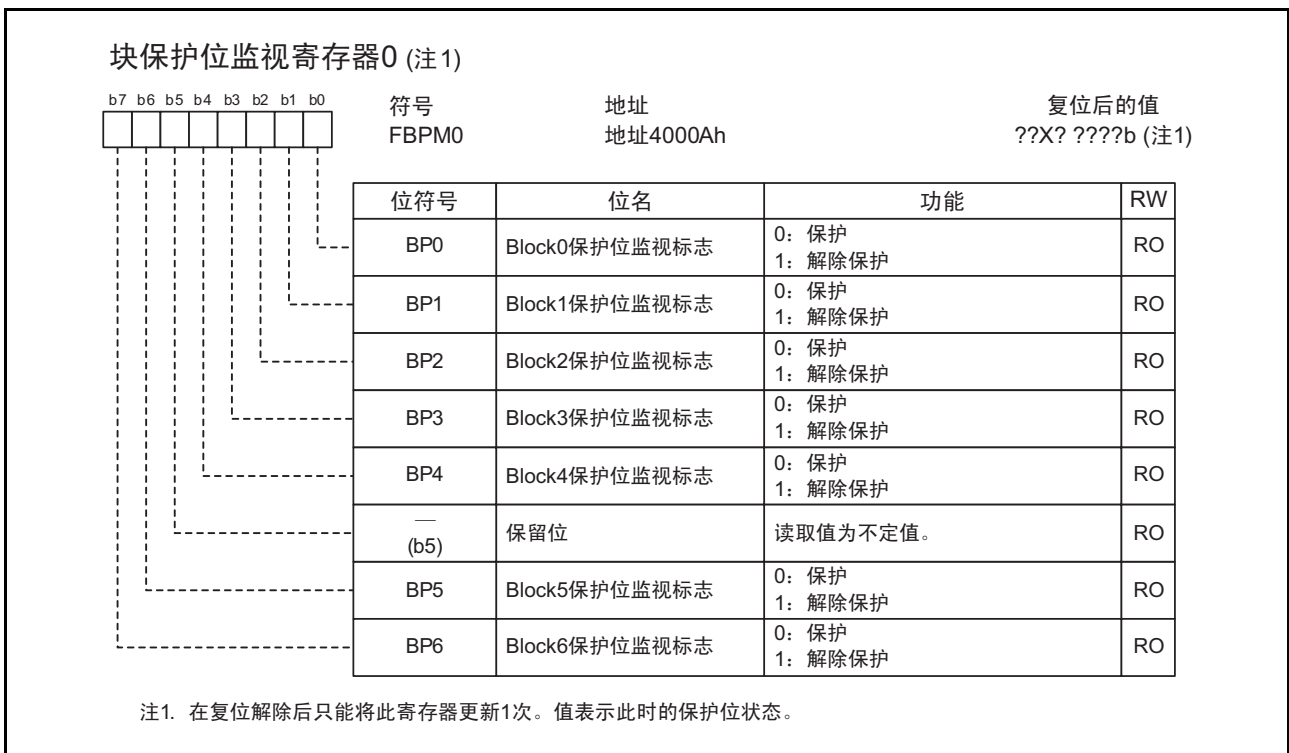 块保护位监视寄存器0 (注1)
b7 b6 b5 b4 b3 b2 b1 b0
符号 地址 复位后的值
FBPM0 地址4000Ah ??X? ????b (注1)
位符号 位名 功能 RW
BP0 Block0保护位监视标志 0：保护 RO
1：解除保护
BP1 Block1保护位监视标志 0：保护 RO
1：解除保护
BP2 Block2保护位监视标志 0：保护 RO
1：解除保护
BP3 Block3保护位监视标志 0：保护 RO
1：解除保护
BP4 Block4保护位监视标志 0：保护 RO
1：解除保护
—
(b5) 保留位 读取值为不定值。 RO
BP5 Block5保护位监视标志 0：保护 RO
1：解除保护
BP6 Block6保护位监视标志 0：保护 RO
1：解除保护
注1. 在复位解除后只能将此寄存器更新1次。值表示此时的保护位状态。